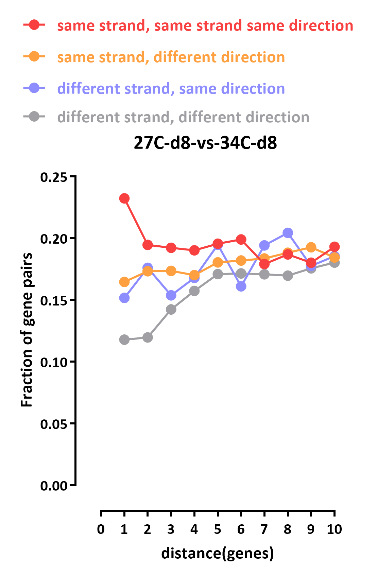 same strand, same strand same direction
same strand, different direction
different strand, same direction
different strand, different direction
27C-d8-vs-34C-d8
Fraction of gene pairs
0.25
0.20
0.15
0.10
0.05
0.00
0 1 2 3 4 5 6 7 8 9 10
distance(genes)